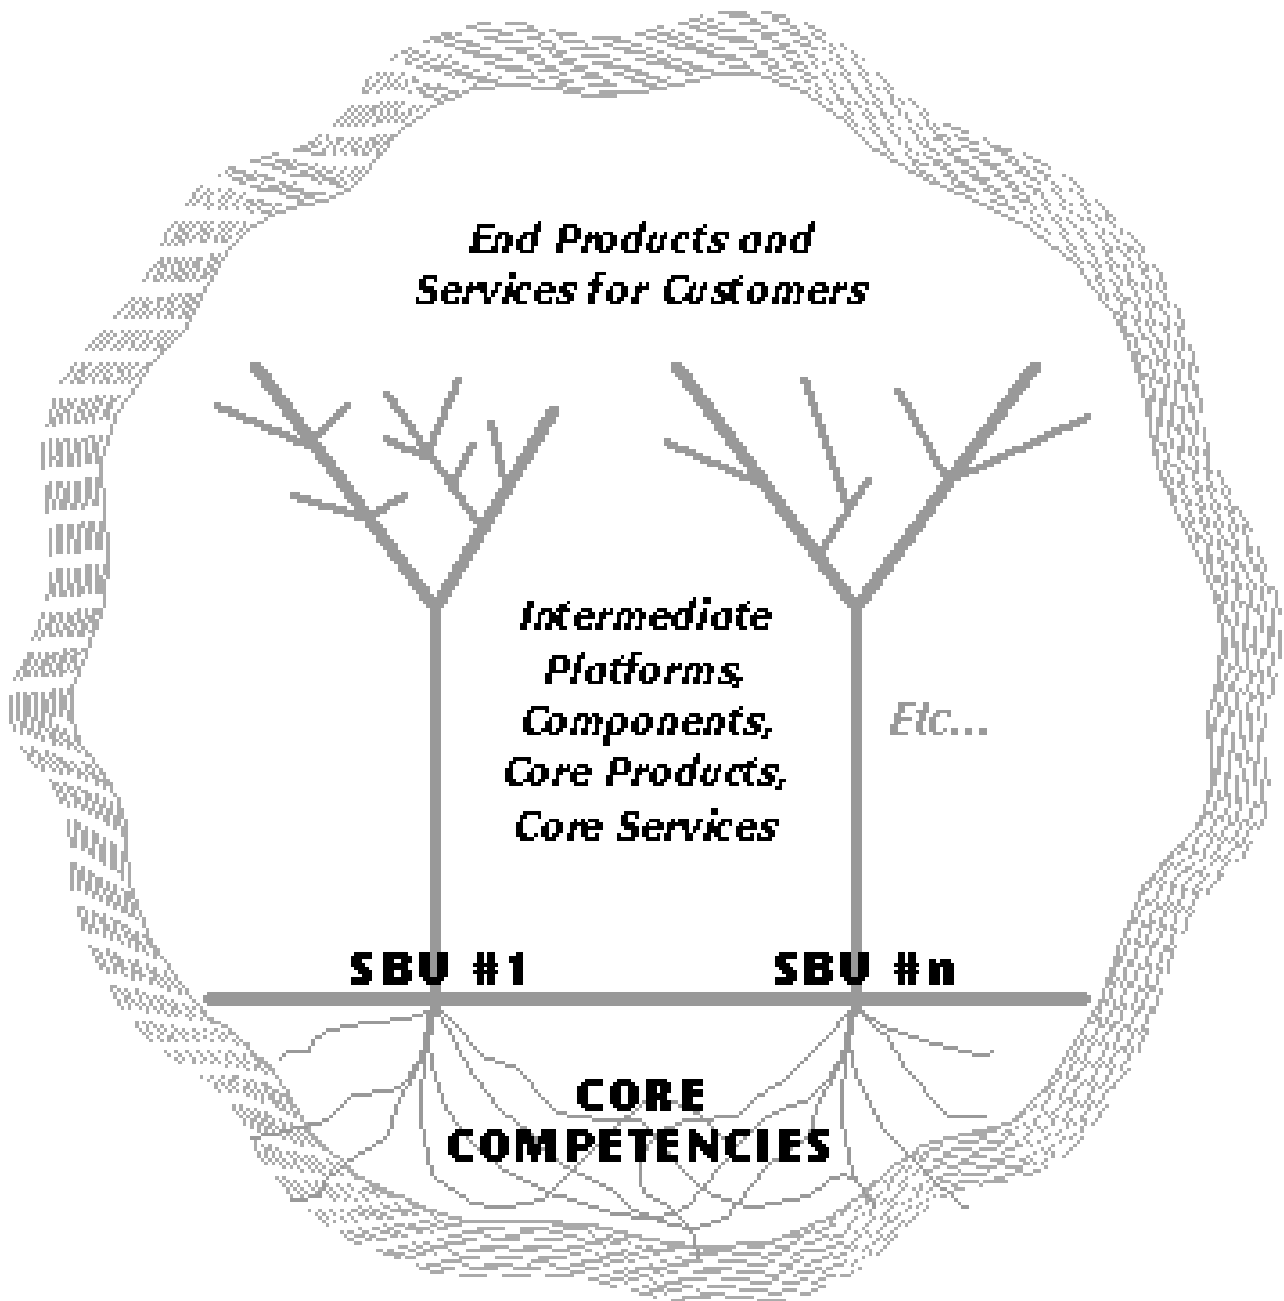 End Products and
Services for Customers
Intermediate
Platforms,
Components,
Core Products,
Core Services
Etc...
SBU #1
SBU #n
CORE
COMPETENCIES